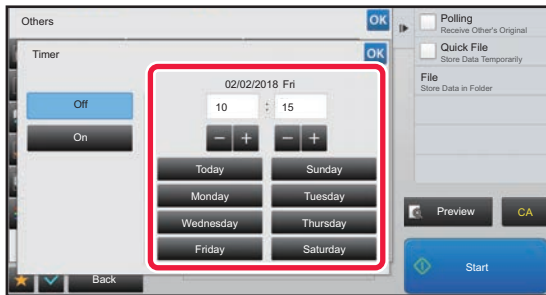 Others
OK
Timer
OK
Off
On
02/02/2018 Fri
10 : 15
− + − +
Today Sunday
Monday Tuesday
Wednesday Thursday
Friday Saturday
Back
Polling
Receive Other's Original
Quick File
Store Data Temporarily
File
Store Data in Folder
Preview
CA
Start